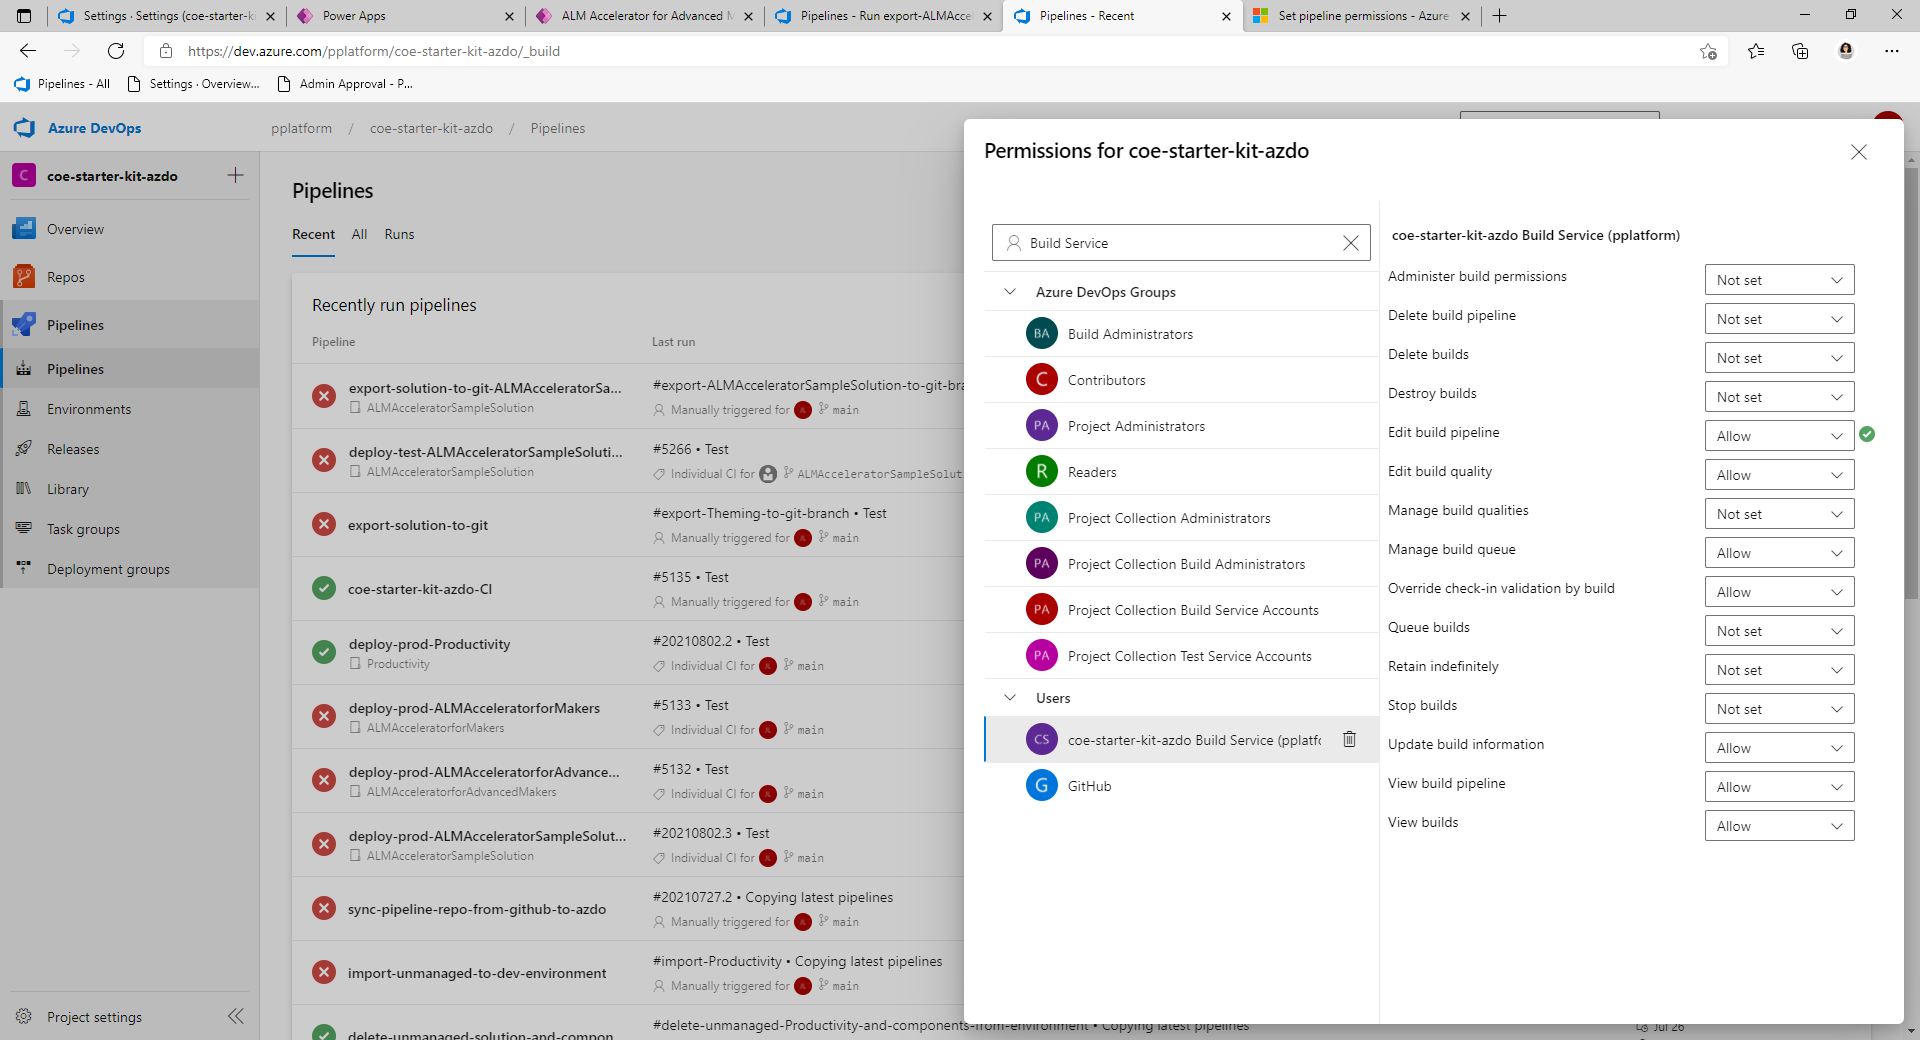 Settings · Settings (coe-starter-ki
Power Apps
ALM Accelerator for Advanced M
Pipelines - Run export-ALMAccel
Pipelines - Recent
Set pipeline permissions - Azure
https://dev.azure.com/pplatform/coe-starter-kit-azdo/_build
Pipelines - All
Settings · Overview...
Admin Approval - P...
Azure DevOps
pplatform / coe-starter-kit-azdo / Pipelines
C coe-starter-kit-azdo
Overview
Repos
Pipelines
Pipelines
Environments
Releases
Library
Task groups
Deployment groups
Project settings
Pipelines
Recent All Runs
Recently run pipelines
Pipeline Last run
export-solution-to-git-ALMAcceleratorSa...
ALMAcceleratorSampleSolution
#export-ALMAcceleratorSampleSolution-to-git-bra
Manually triggered for main
deploy-test-ALMAcceleratorSampleSoluti...
ALMAcceleratorSampleSolution
#5266 • Test
Individual CI for ALMAcceleratorSampleSolut
export-solution-to-git
#export-Theming-to-git-branch • Test
Manually triggered for main
coe-starter-kit-azdo-CI
#5135 • Test
Manually triggered for main
deploy-prod-Productivity
Productivity
#20210802.2 • Test
Individual CI for main
deploy-prod-ALMAcceleratorforMakers
ALMAcceleratorforMakers
#5133 • Test
Individual CI for main
deploy-prod-ALMAcceleratorforAdvance...
ALMAcceleratorforAdvancedMakers
#5132 • Test
Individual CI for main
deploy-prod-ALMAcceleratorSampleSolut...
ALMAcceleratorSampleSolution
#20210802.3 • Test
Individual CI for main
sync-pipeline-repo-from-github-to-azdo
#20210727.2 • Copying latest pipelines
Manually triggered for main
import-unmanaged-to-dev-environment
#import-Productivity • Copying latest pipelines
Manually triggered for main
delete-unmanaged-solution-and-compon
#delete-unmanaged-Productivity-and-components-from-environment • Copying latest pipelines
Jul 26
Permissions for coe-starter-kit-azdo
Build Service
Azure DevOps Groups
BA Build Administrators
C Contributors
PA Project Administrators
R Readers
PA Project Collection Administrators
PA Project Collection Build Administrators
PA Project Collection Build Service Accounts
PA Project Collection Test Service Accounts
Users
CS coe-starter-kit-azdo Build Service (pplatfo
G GitHub
coe-starter-kit-azdo Build Service (pplatform)
Administer build permissions Not set
Delete build pipeline Not set
Delete builds Not set
Destroy builds Not set
Edit build pipeline Allow
Edit build quality Allow
Manage build qualities Not set
Manage build queue Allow
Override check-in validation by build Allow
Queue builds Not set
Retain indefinitely Not set
Stop builds Not set
Update build information Allow
View build pipeline Allow
View builds Allow